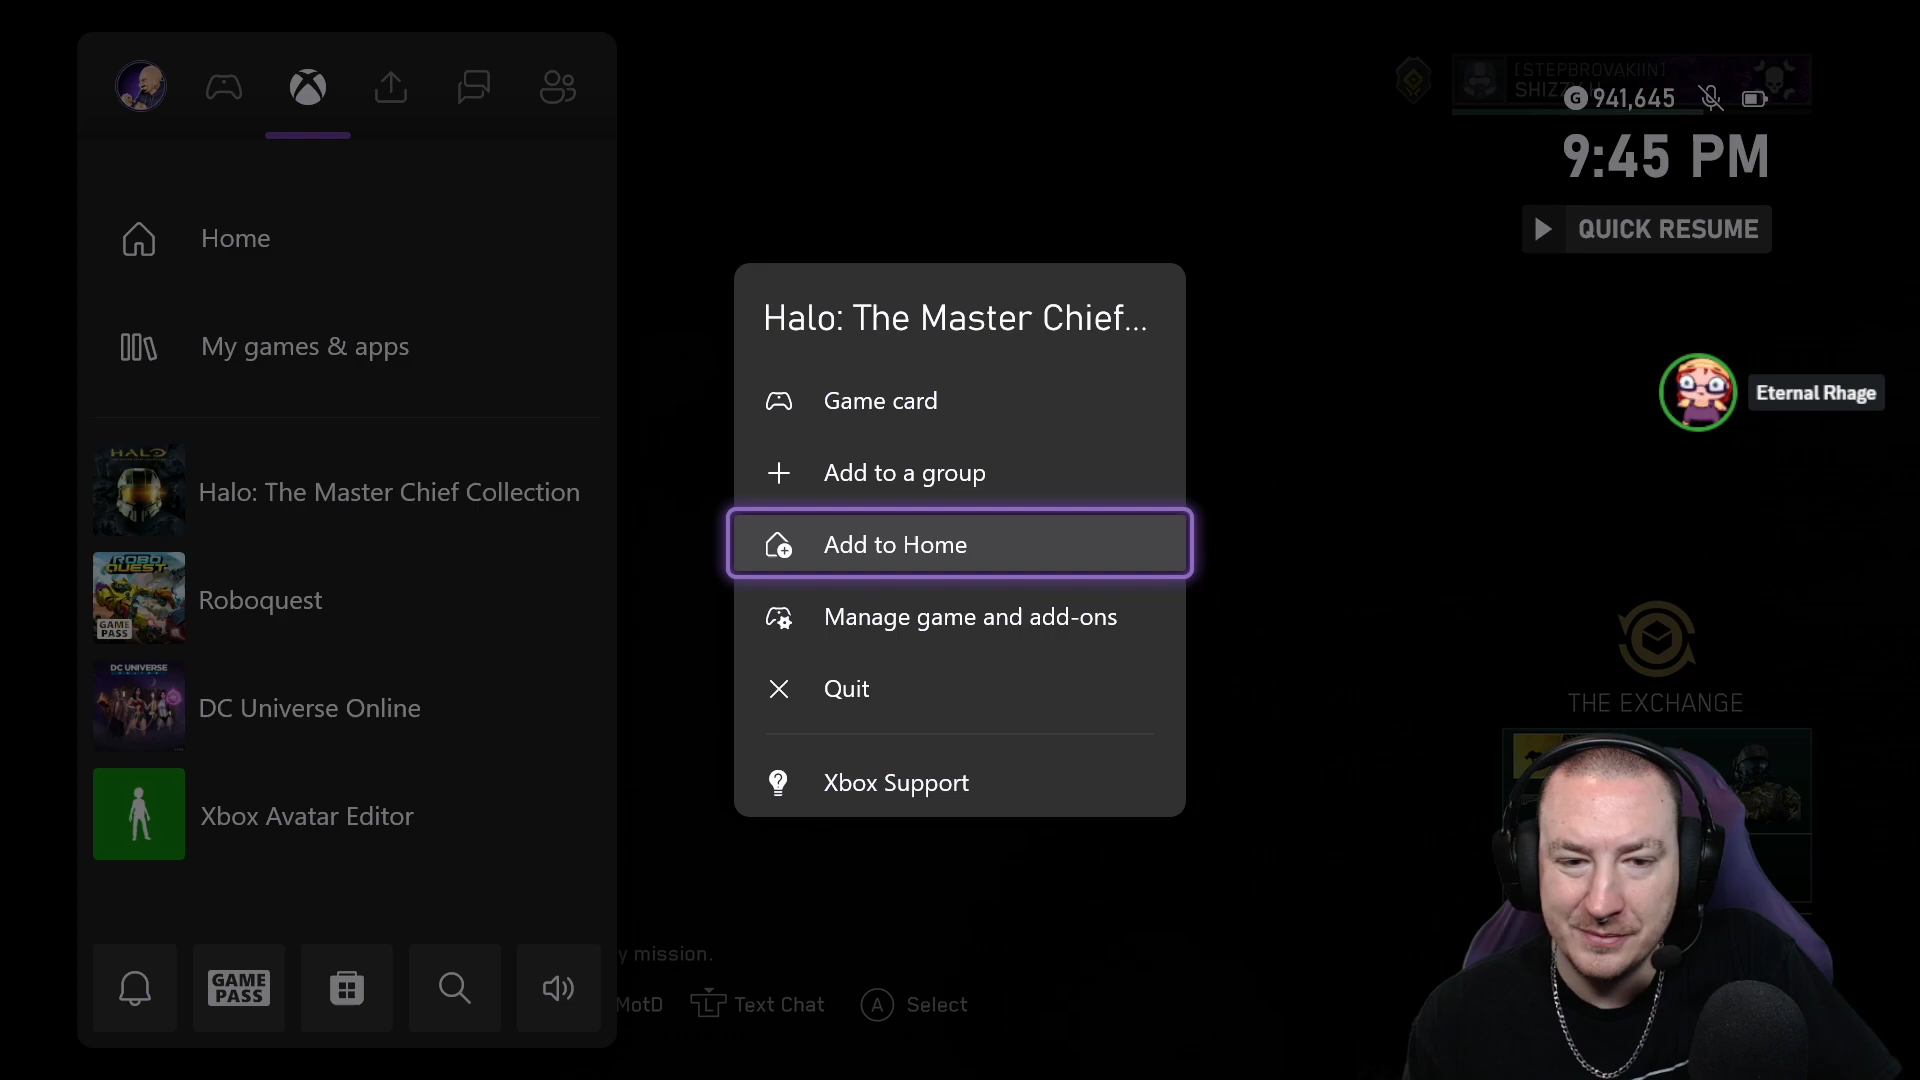 [STEPBROVAKIIN]
SHIZZY
G 941,645
9:45 PM
QUICK RESUME
Home
My games & apps
HALO
Halo: The Master Chief Collection
ROBO QUEST
GAME PASS
Roboquest
DC UNIVERSE
DC Universe Online
Xbox Avatar Editor
GAME
PASS
Halo: The Master Chief...
Game card
Add to a group
Add to Home
Manage game and add-ons
Quit
Xbox Support
Eternal Rhage
THE EXCHANGE
y mission.
MotD
L Text Chat
A Select